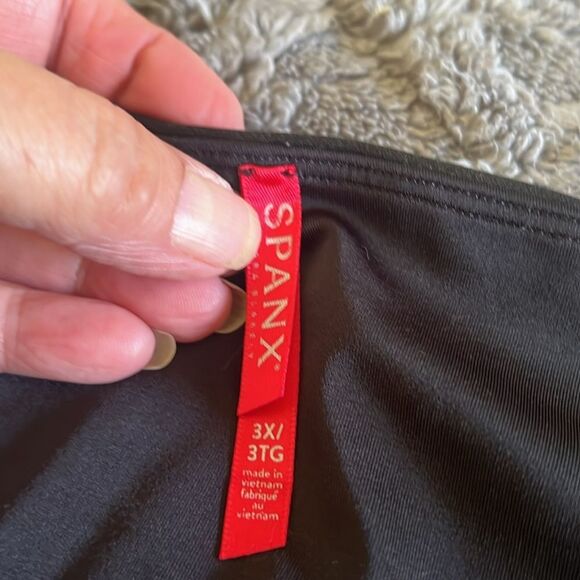 SPANX®
3X/
3TG
made in
vietnam
fabriqué
au
vietnam